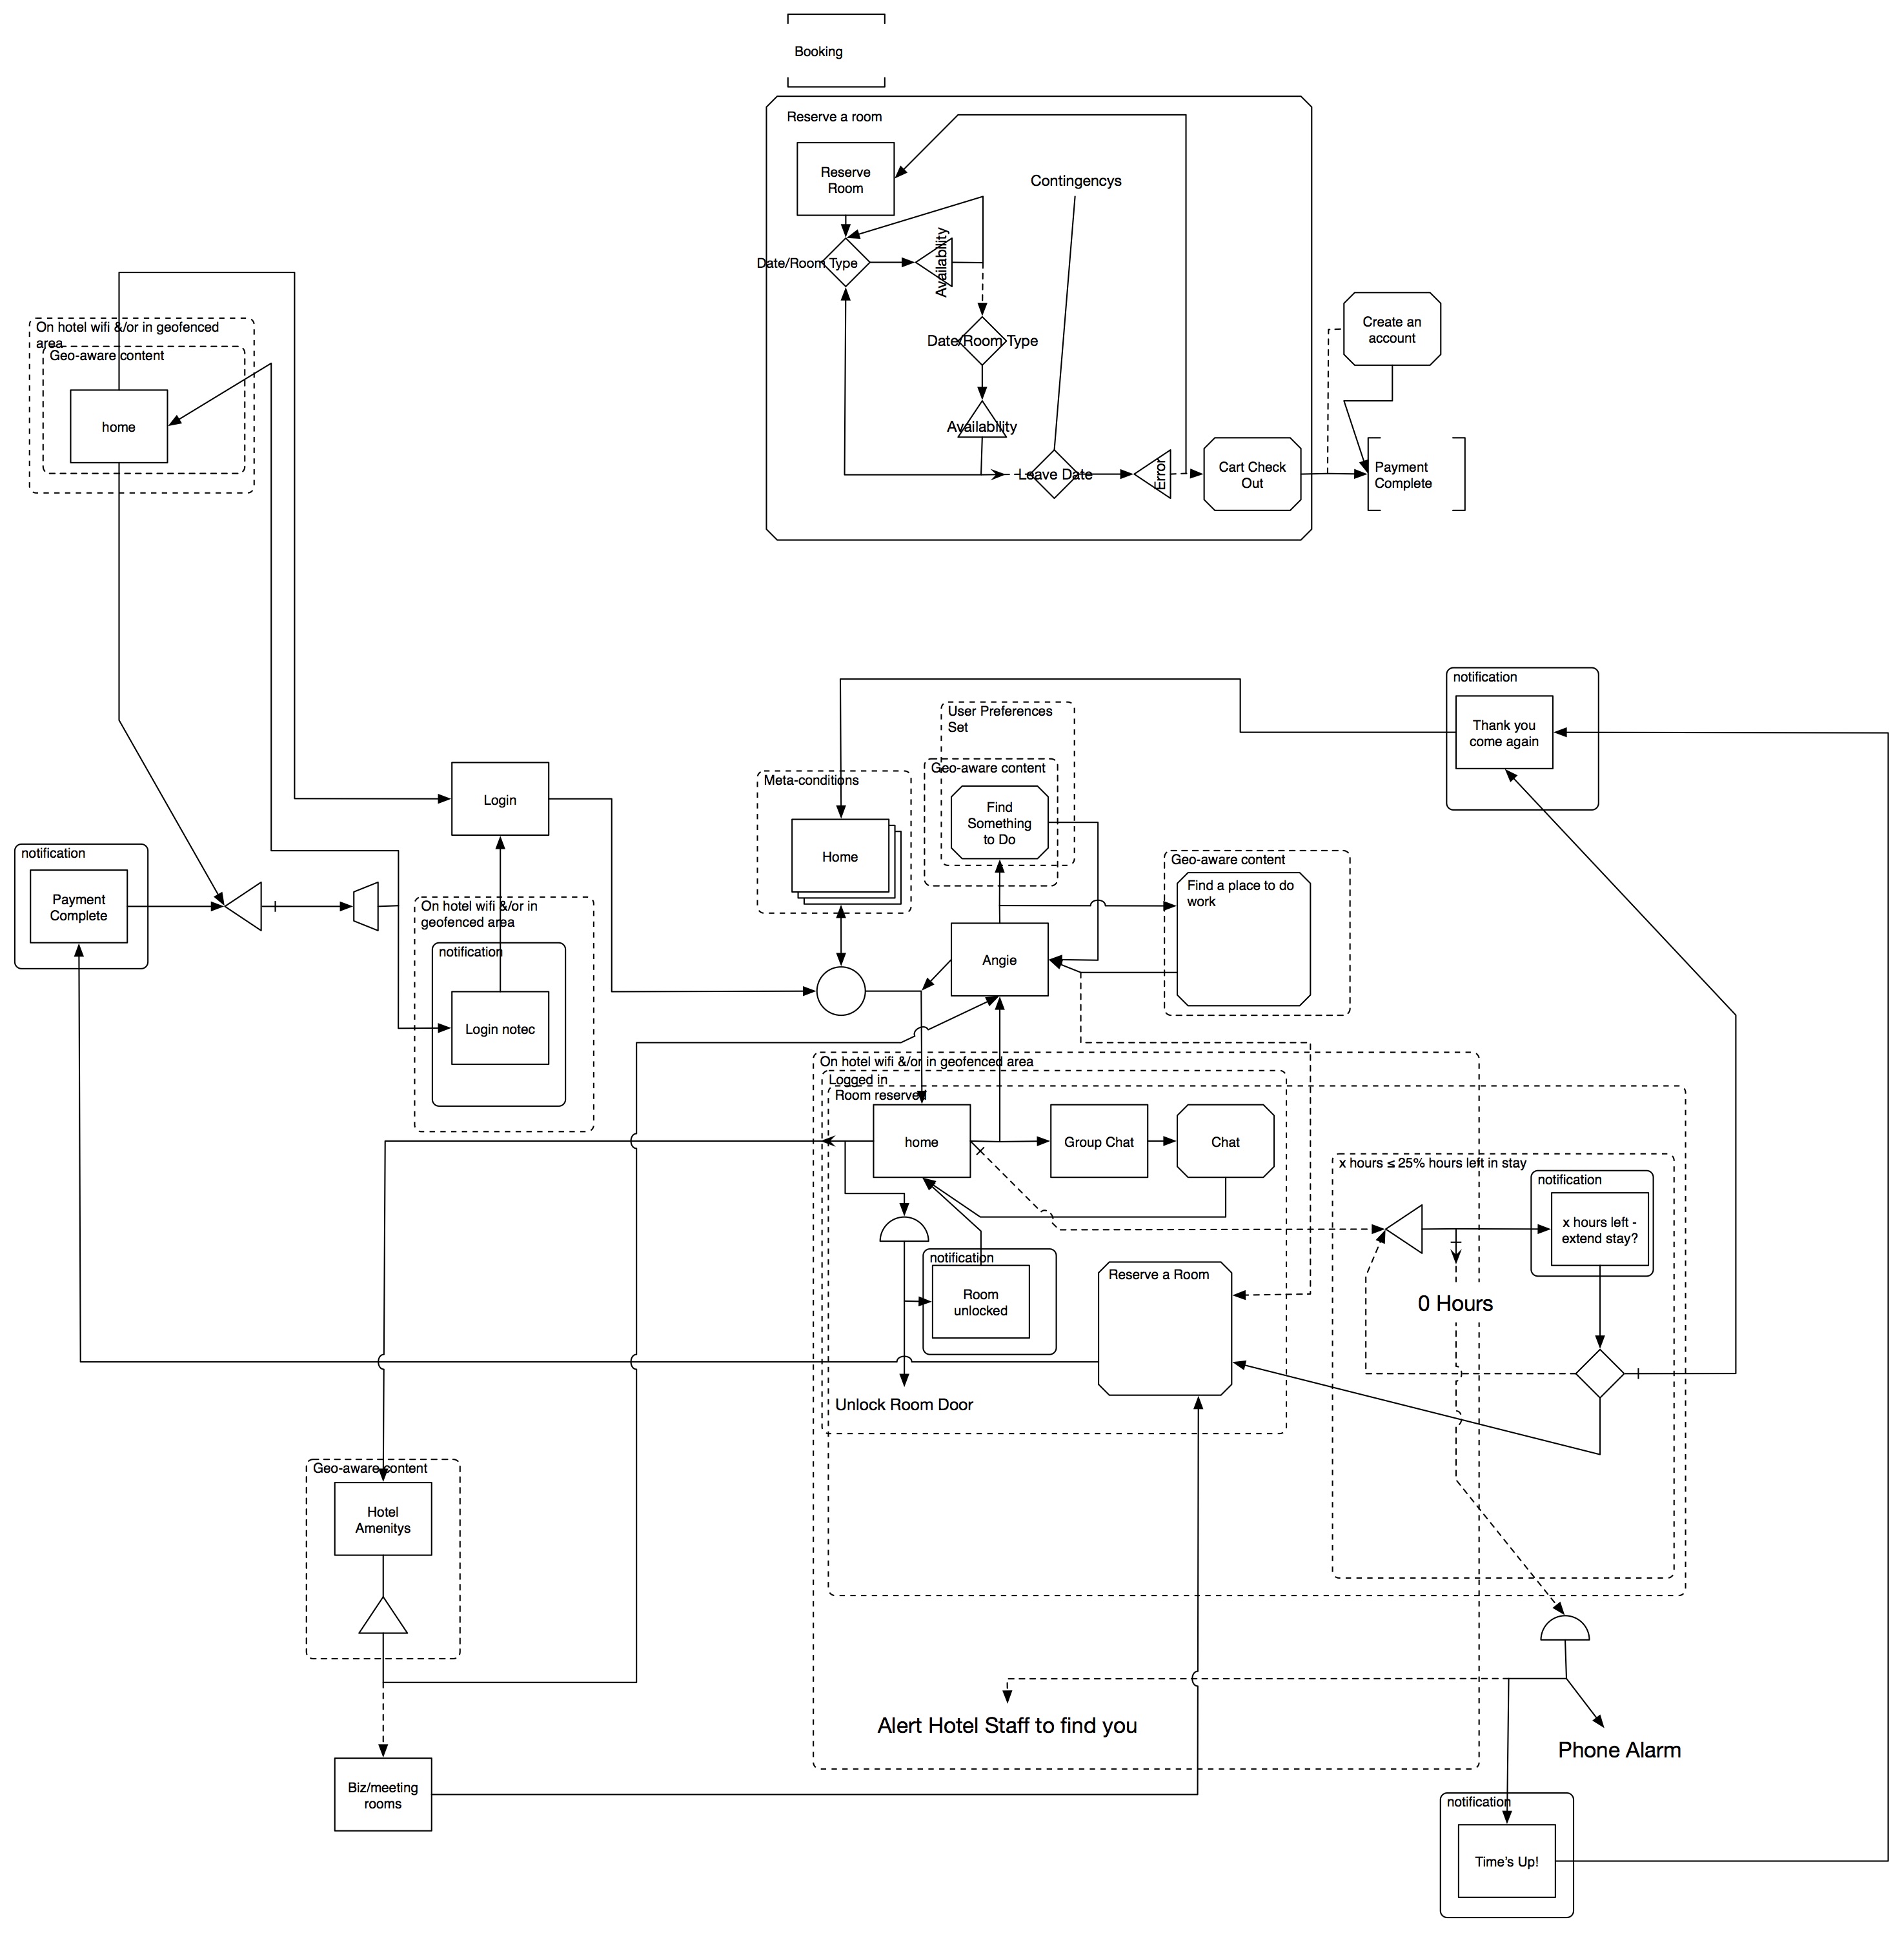 Booking
Reserve a room
Reserve
Room
Contingencys
Date/Room Type
Availability
Date/Room Type
Availability
Leave Date
Error
Cart Check
Out
Create an
account
Payment
Complete
On hotel wifi &/or in geofenced
area
Geo-aware content
home
Login
notification
Payment
Complete
On hotel wifi &/or in
geofenced area
notification
Login notec
Meta-conditions
Home
User Preferences
Set
Geo-aware content
Find
Something
to Do
Geo-aware content
Find a place to do
work
Angie
notification
Thank you
come again
On hotel wifi &/or in geofenced area
Logged in
Room reserved
home
Group Chat
Chat
notification
Room
unlocked
Unlock Room Door
Reserve a Room
x hours ≤ 25% hours left in stay
notification
x hours left -
extend stay?
0 Hours
Geo-aware content
Hotel
Amenitys
Biz/meeting
rooms
Alert Hotel Staff to find you
Phone Alarm
notification
Time's Up!